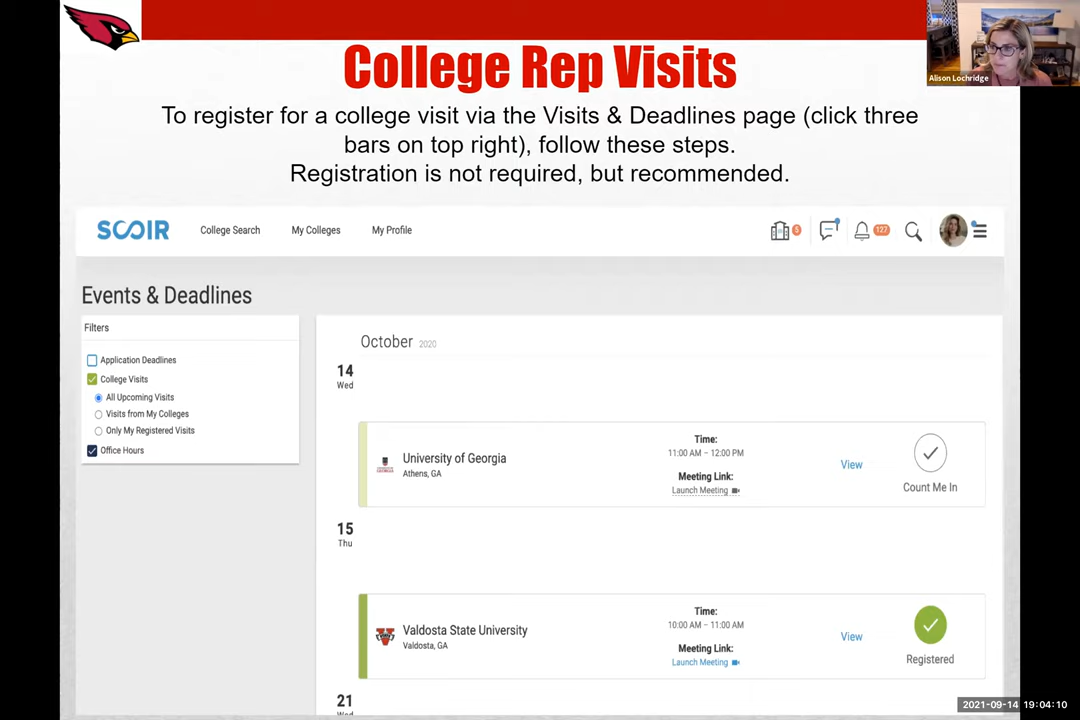 College Rep Visits
Alison Lochridge
To register for a college visit via the Visits & Deadlines page (click three
bars on top right), follow these steps.
Registration is not required, but recommended.
SCOIR
College Search
My Colleges
My Profile
5
127
Events & Deadlines
Filters
Application Deadlines
College Visits
All Upcoming Visits
Visits from My Colleges
Only My Registered Visits
Office Hours
October 2020
14
Wed
University of Georgia
Athens, GA
Time:
11:00 AM – 12:00 PM
Meeting Link:
Launch Meeting
View
Count Me In
15
Thu
Valdosta State University
Valdosta, GA
Time:
10:00 AM – 11:00 AM
Meeting Link:
Launch Meeting
View
Registered
21
Wed
2021-09-14 19:04:10